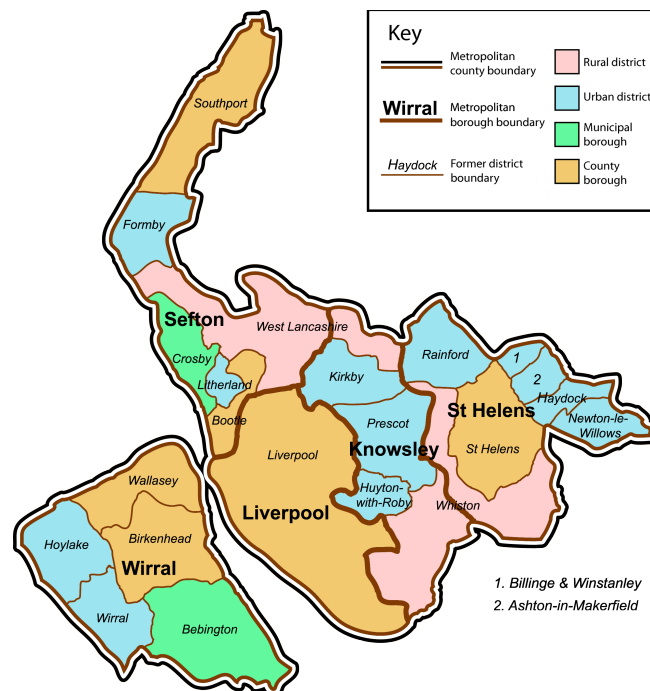 Key
Metropolitan
county boundary
Wirral
Metropolitan
borough boundary
Haydock
Former district
boundary
Rural district
Urban district
Municipal
borough
County
borough
Southport
Formby
Sefton
West Lancashire
Crosby
Litherland
Bootle
Rainford
1
2
Haydock
Newton-le-
Willows
Kirkby
Prescot
St Helens
St Helens
Knowsley
Liverpool
Liverpool
Huyton-
with-Roby
Whiston
Wallasey
Hoylake
Birkenhead
Wirral
Wirral
Bebington
1. Billinge & Winstanley
2. Ashton-in-Makerfield